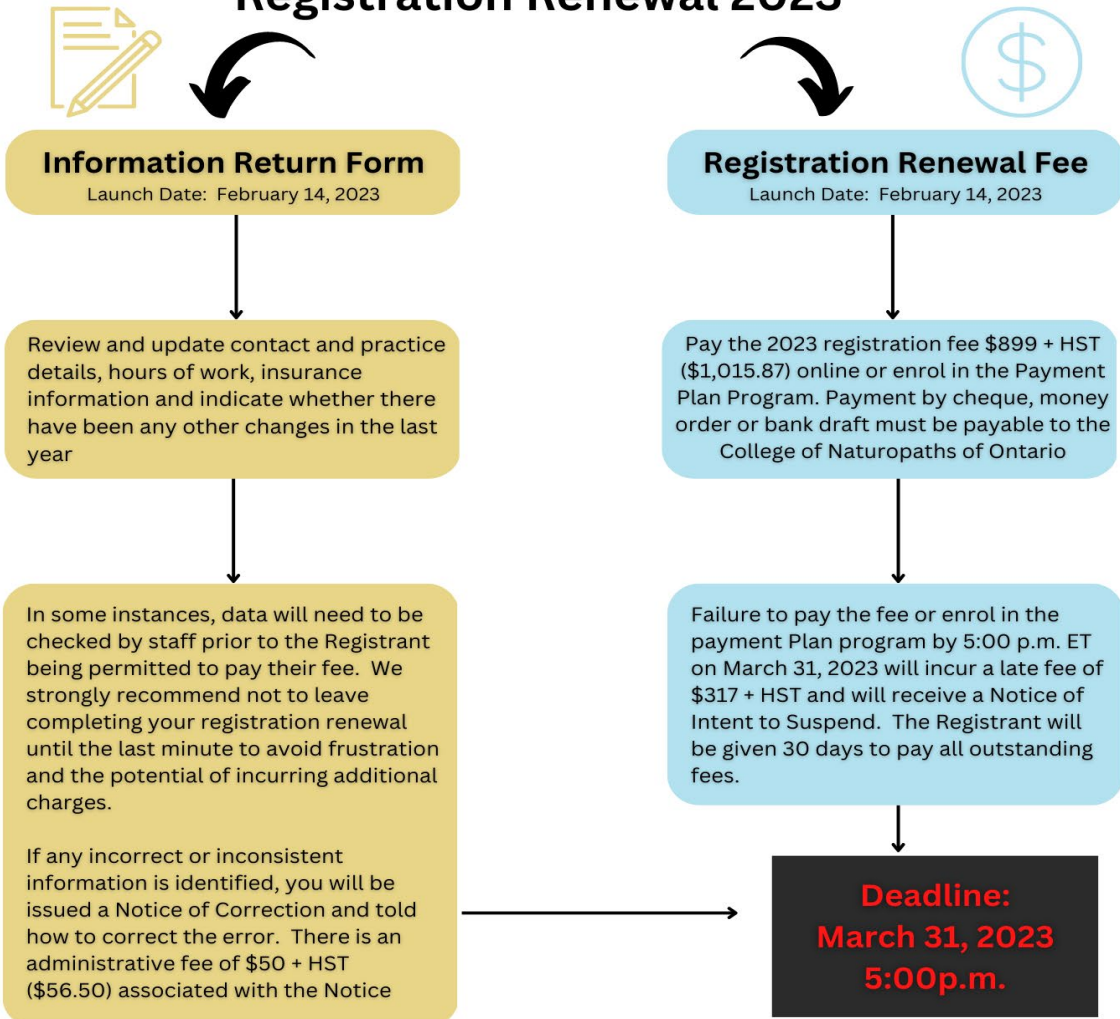 Registration Renewal 2023
Information Return Form
Launch Date: February 14, 2023
Review and update contact and practice
details, hours of work, insurance
information and indicate whether there
have been any other changes in the last
year
In some instances, data will need to be
checked by staff prior to the Registrant
being permitted to pay their fee. We
strongly recommend not to leave
completing your registration renewal
until the last minute to avoid frustration
and the potential of incurring additional
charges.
If any incorrect or inconsistent
information is identified, you will be
issued a Notice of Correction and told
how to correct the error. There is an
administrative fee of $50 + HST
($56.50) associated with the Notice
Registration Renewal Fee
Launch Date: February 14, 2023
Pay the 2023 registration fee $899 + HST
($1,015.87) online or enrol in the Payment
Plan Program. Payment by cheque, money
order or bank draft must be payable to the
College of Naturopaths of Ontario
Failure to pay the fee or enrol in the
payment Plan program by 5:00 p.m. ET
on March 31, 2023 will incur a late fee of
$317 + HST and will receive a Notice of
Intent to Suspend. The Registrant will
be given 30 days to pay all outstanding
fees.
Deadline:
March 31, 2023
5:00p.m.